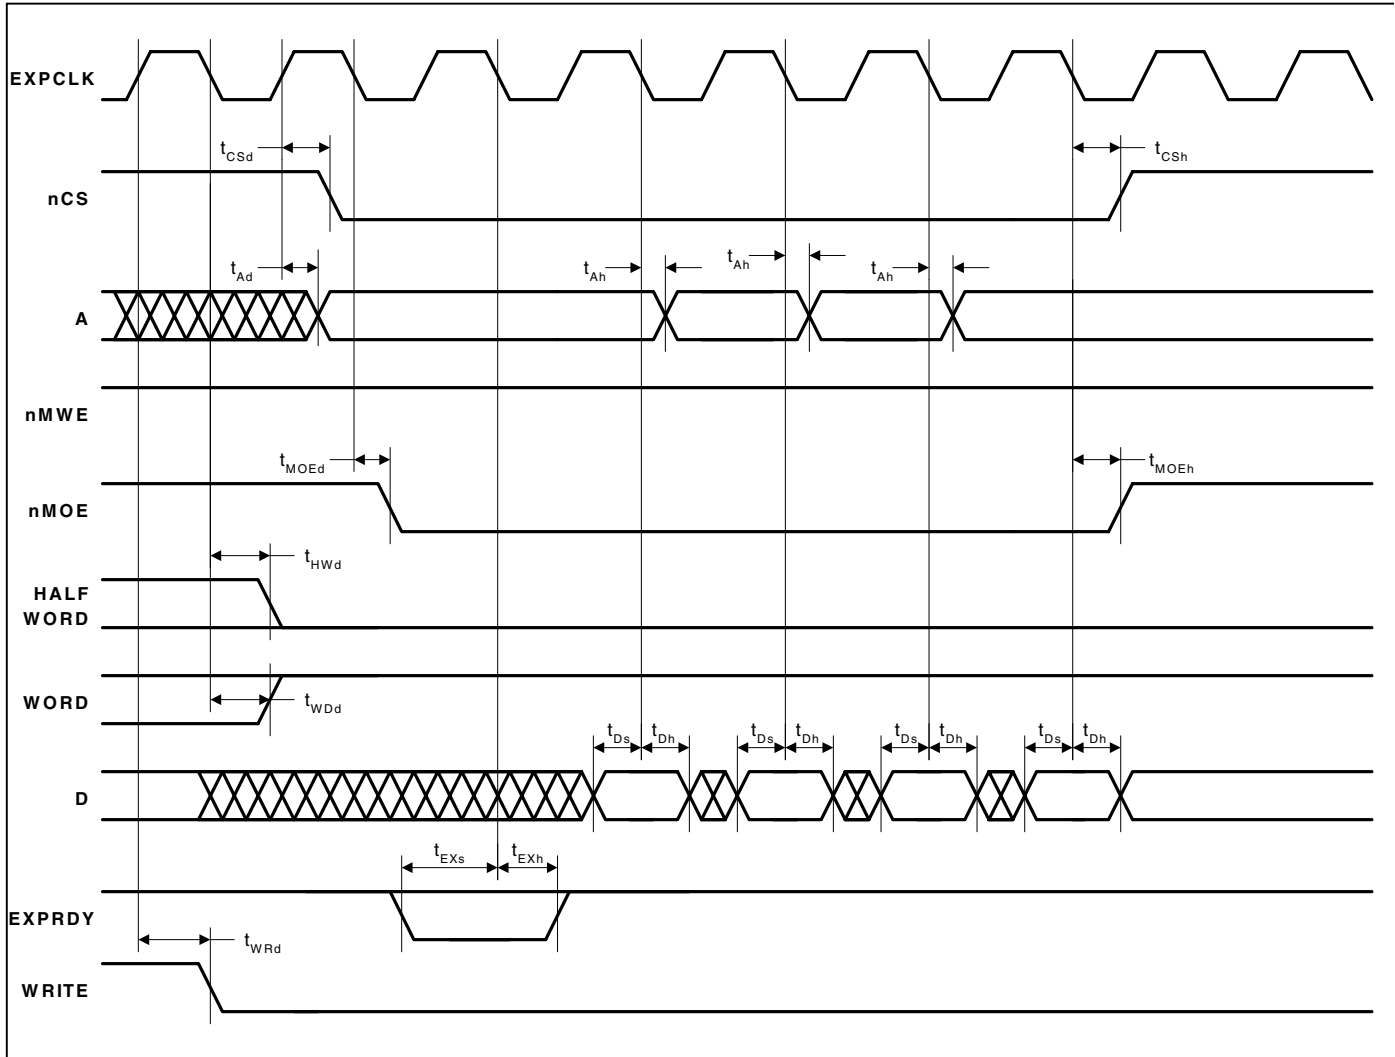 EXPCLK
tCSd
tCSh
nCS
tAd
tAh
tAh
tAh
A
nMWE
tMOEd
tMOEh
nMOE
tHWd
HALF
WORD
WORD
tWDd
tDs
tDh
tDs
tDh
tDs
tDh
tDs
tDh
D
tEXs
tEXh
EXPRDY
tWRd
WRITE